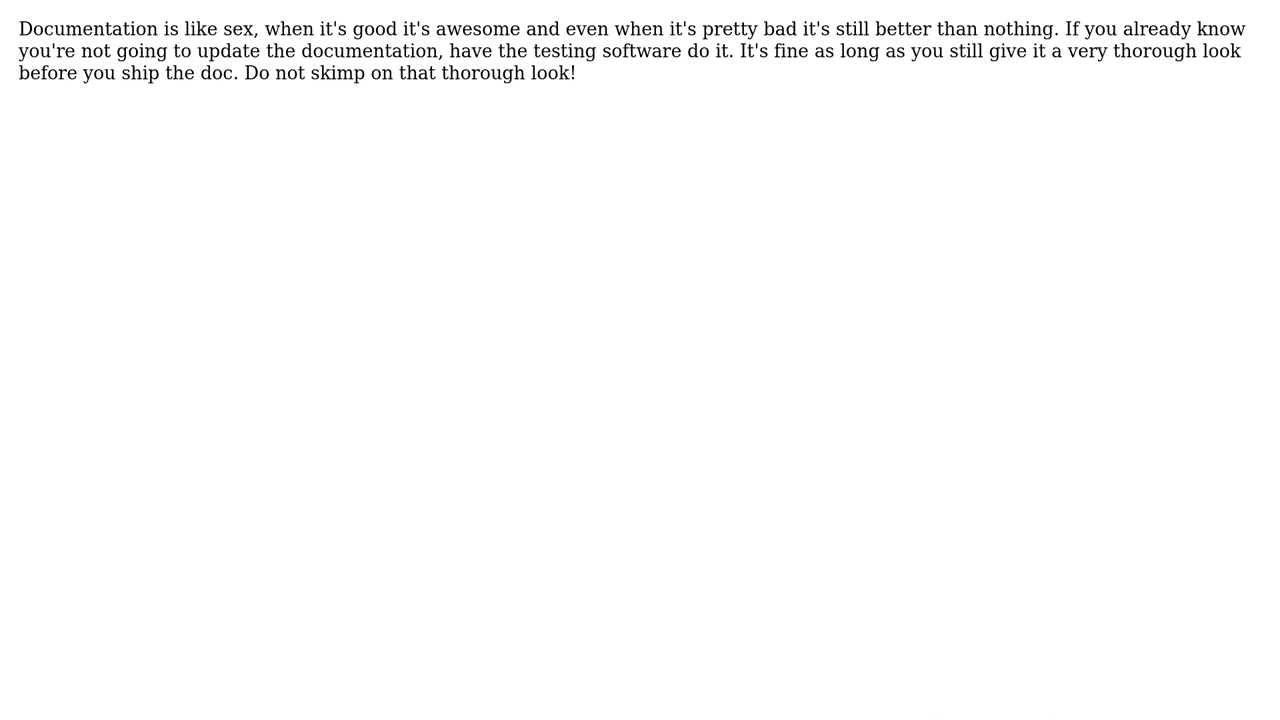 Documentation is like sex, when it's good it's awesome and even when it's pretty bad it's still better than nothing. If you already know
you're not going to update the documentation, have the testing software do it. It's fine as long as you still give it a very thorough look
before you ship the doc. Do not skimp on that thorough look!